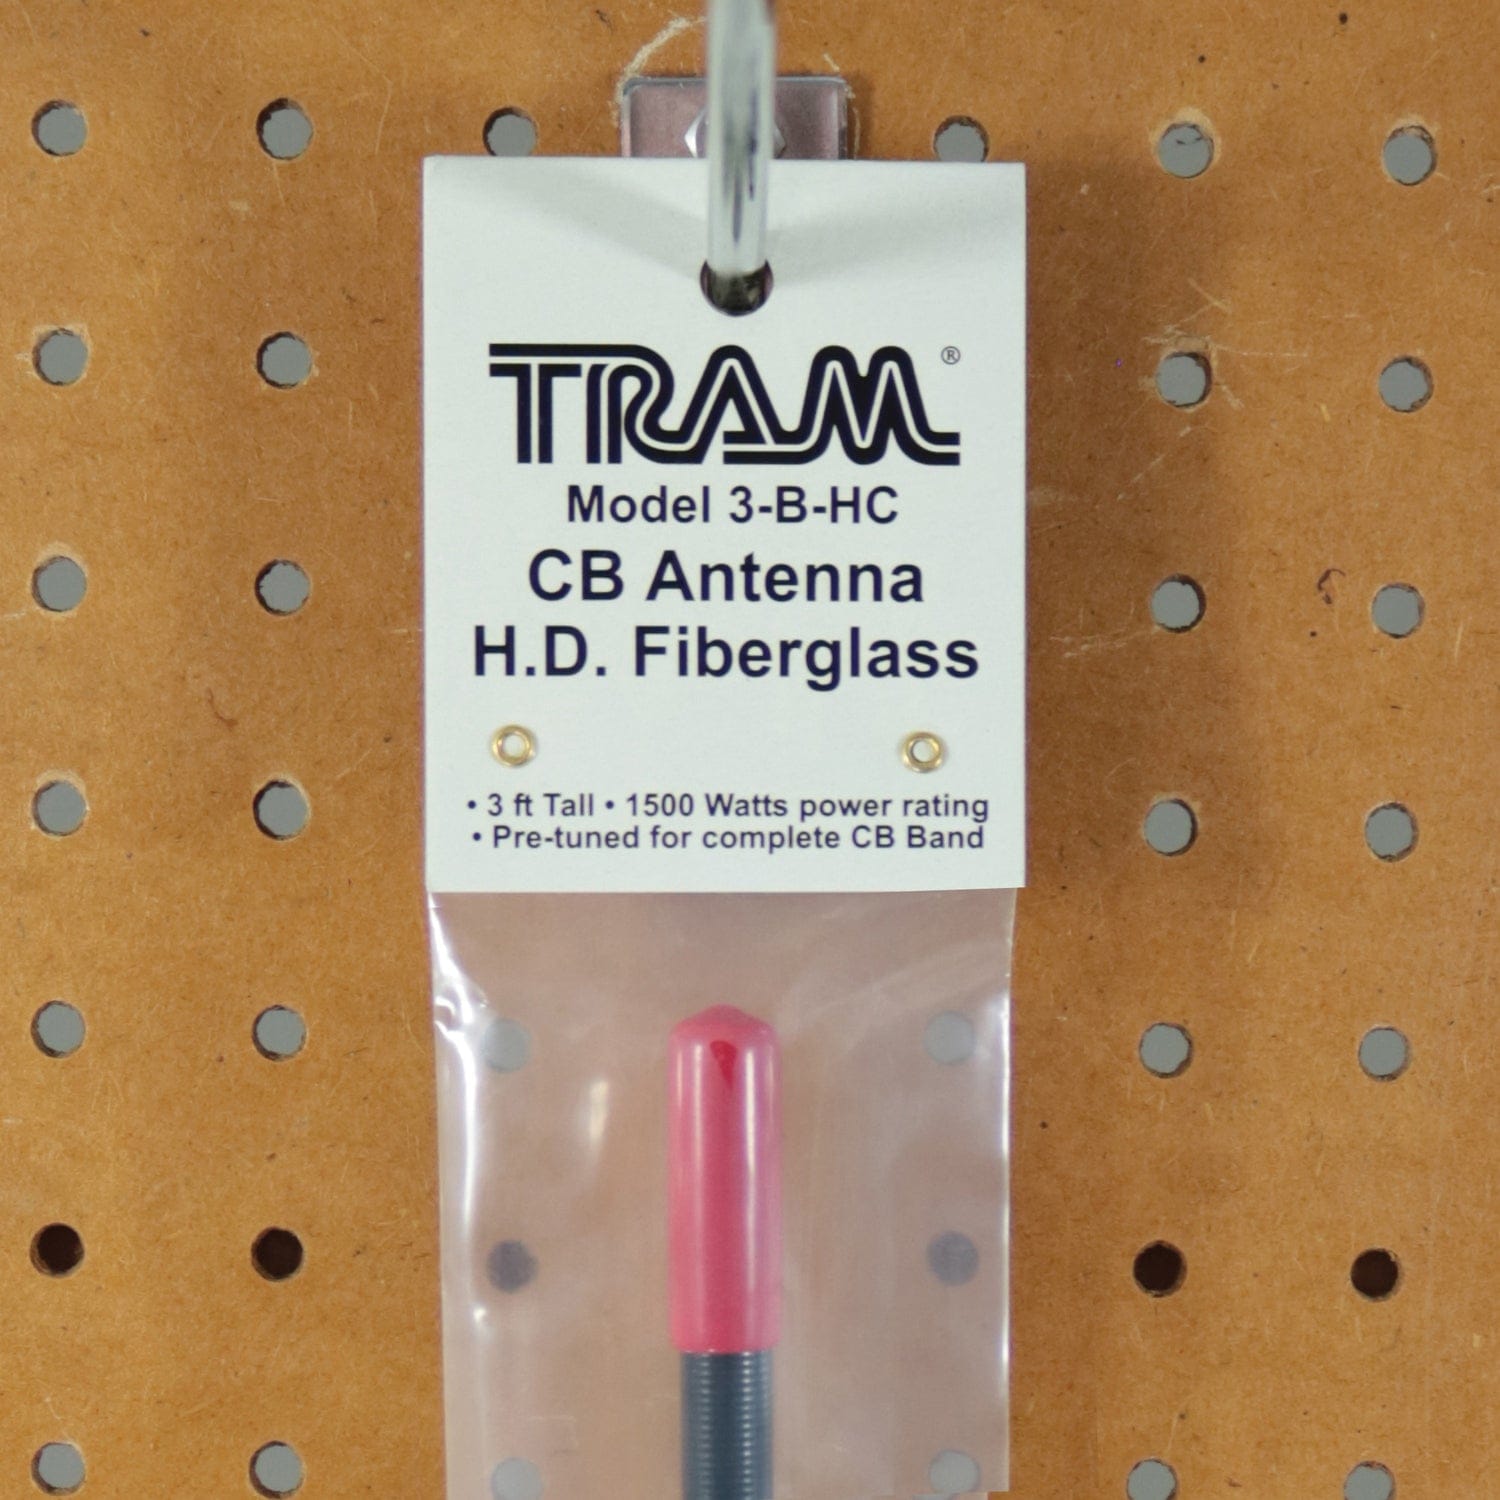 TRAM®
Model 3-B-HC
CB Antenna
H.D. Fiberglass
• 3 ft Tall • 1500 Watts power rating
• Pre-tuned for complete CB Band